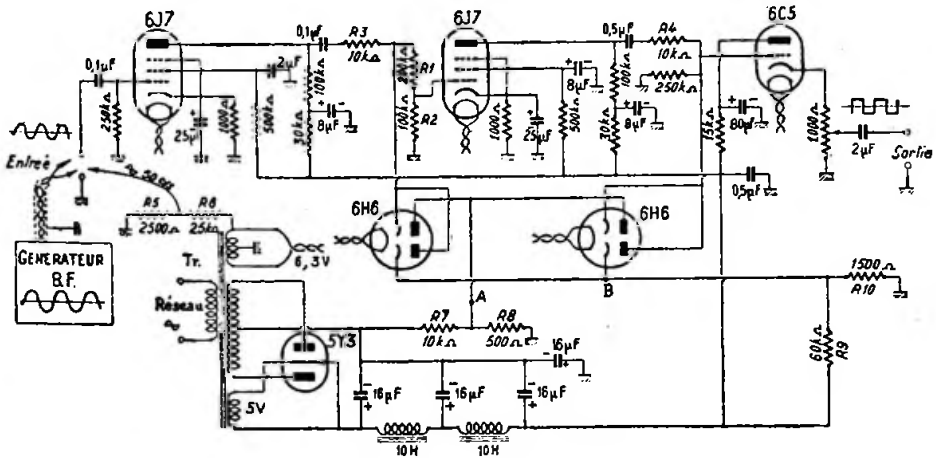 6J7
6J7
6C5
0,1µF
250kΩ
25µF
1000Ω
2µF
500kΩ
30kΩ
100kΩ
0,1µF
8µF
R3
10kΩ
R1
R2
100Ω
1000Ω
25µF
8µF
500Ω
0,5µF
100kΩ
30kΩ
8µF
R4
10kΩ
250kΩ
15kΩ
80µF
1000Ω
2µF
Sortie
0,5µF
Entrée
∿ 50
R5
2500Ω
R6
25kΩ
6,3V
GENERATEUR
B.F.
Tr.
Réseau
5V
5Y3
6H6
6H6
A
B
R7
10kΩ
R8
500Ω
1500Ω
R10
60kΩ
R9
16µF
16µF
16µF
16µF
10H
10H